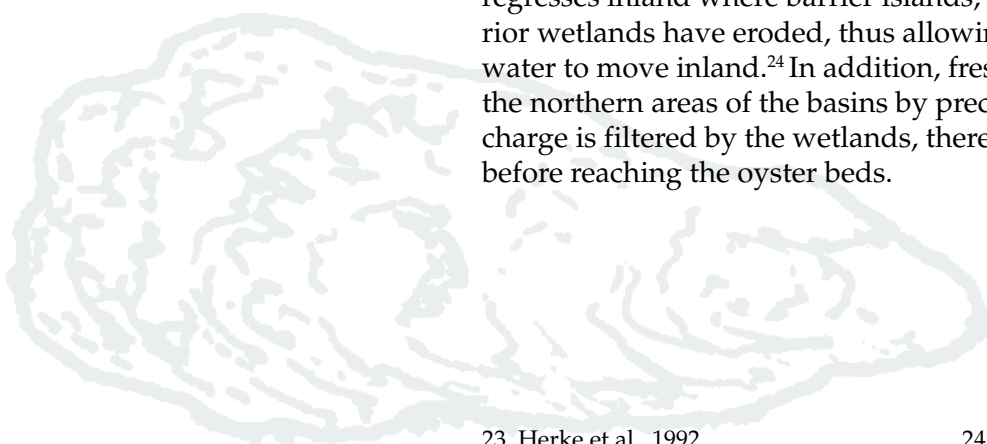 regresses inland where barrier islands,
rior wetlands have eroded, thus allowin
water to move inland.24 In addition, fres
the northern areas of the basins by prec
charge is filtered by the wetlands, there
before reaching the oyster beds.
23 Herke et al., 1992 24